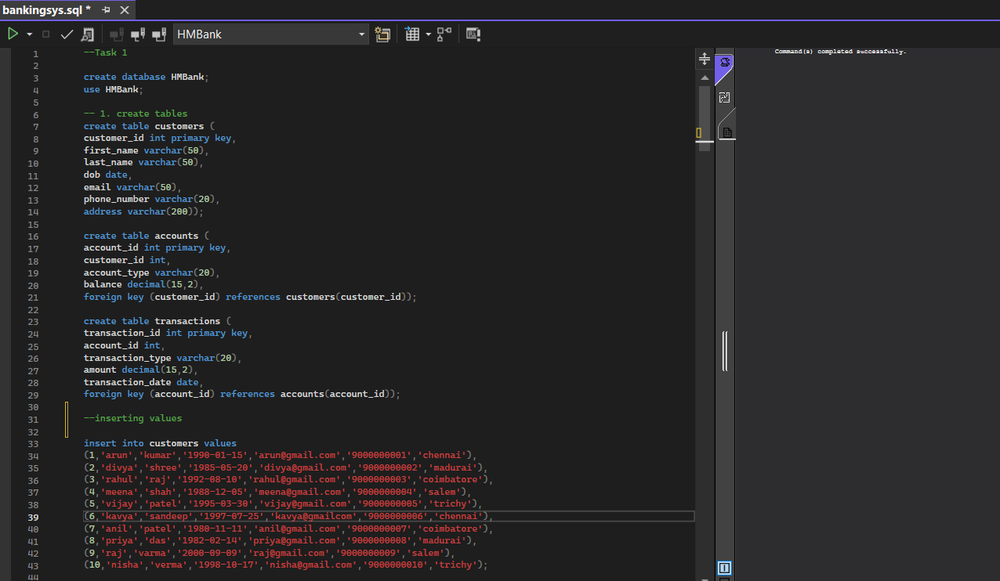 bankingsys.sql *
HMBank
1 --Task 1
2
3 create database HMBank;
4 use HMBank;
5
6 -- 1. create tables
7 create table customers (
8 customer_id int primary key,
9 first_name varchar(50),
10 last_name varchar(50),
11 dob date,
12 email varchar(50),
13 phone_number varchar(20),
14 address varchar(200));
15
16 create table accounts (
17 account_id int primary key,
18 customer_id int,
19 account_type varchar(20),
20 balance decimal(15,2),
21 foreign key (customer_id) references customers(customer_id));
22
23 create table transactions (
24 transaction_id int primary key,
25 account_id int,
26 transaction_type varchar(20),
27 amount decimal(15,2),
28 transaction_date date,
29 foreign key (account_id) references accounts(account_id));
30
31 --inserting values
32
33 insert into customers values
34 (1,'arun','kumar','1990-01-15','arun@gmail.com','9000000001','chennai'),
35 (2,'divya','shree','1985-05-20','divya@gmail.com','9000000002','madurai'),
36 (3,'rahul','raj','1992-08-10','rahul@gmail.com','9000000003','coimbatore'),
37 (4,'meena','shah','1988-12-05','meena@gmail.com','9000000004','salem'),
38 (5,'vijay','patel','1995-03-30','vijay@gmail.com','9000000005','trichy'),
39 (6,'kavya','sandeep','1997-07-25','kavya@gmailcom','9000000006','chennai'),
40 (7,'anil','patel','1980-11-11','anil@gmail.com','9000000007','coimbatore'),
41 (8,'priya','das','1982-02-14','priya@gmail.com','9000000008','madurai'),
42 (9,'raj','varma','2000-09-09','raj@gmail.com','9000000009','salem'),
43 (10,'nisha','verma','1998-10-17','nisha@gmail.com','9000000010','trichy');
44
Command(s) completed successfully.